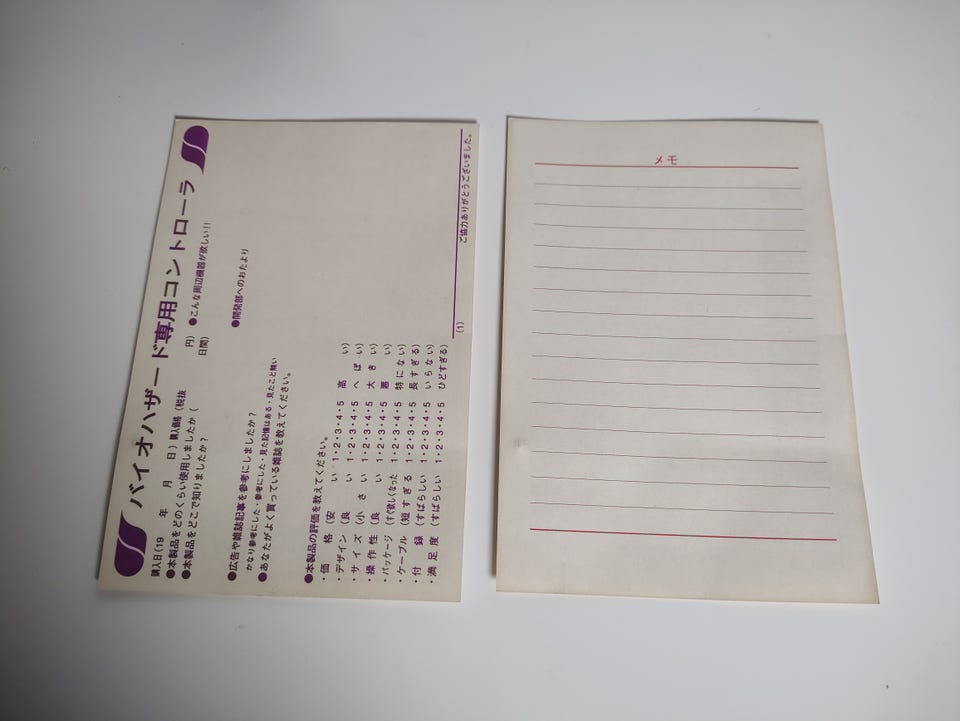 バイオハザード専用コントローラ
購入日(19　年　月　日)購入価格(税抜　円)
●本製品をどのくらい使用しましたか(　日間)
●本製品をどこで知りましたか?
●こんな周辺機器が欲しい!!
●広告や雑誌記事を参考にしましたか?
かなり参考にした・参考にした・見た記憶はある・見たこと無い
●あなたがよく買っている雑誌を教えてください。
●開発部へのおたより
●本製品の評価を教えてください。
・価格(安い 1・2・3・4・5 高い)
・デザイン(良い 1・2・3・4・5 へぼい)
・サイズ(小さい 1・2・3・4・5 大きい)
・操作性(良い 1・2・3・4・5 悪い)
・パッケージ(すぐ欲しくなった 1・2・3・4・5 特にない)
・ケーブル(短すぎる 1・2・3・4・5 長すぎる)
・付録(すばらしい 1・2・3・4・5 いらない)
・満足度(すばらしい 1・2・3・4・5 ひどすぎる)
(1)
ご協力ありがとうございました。
メモ